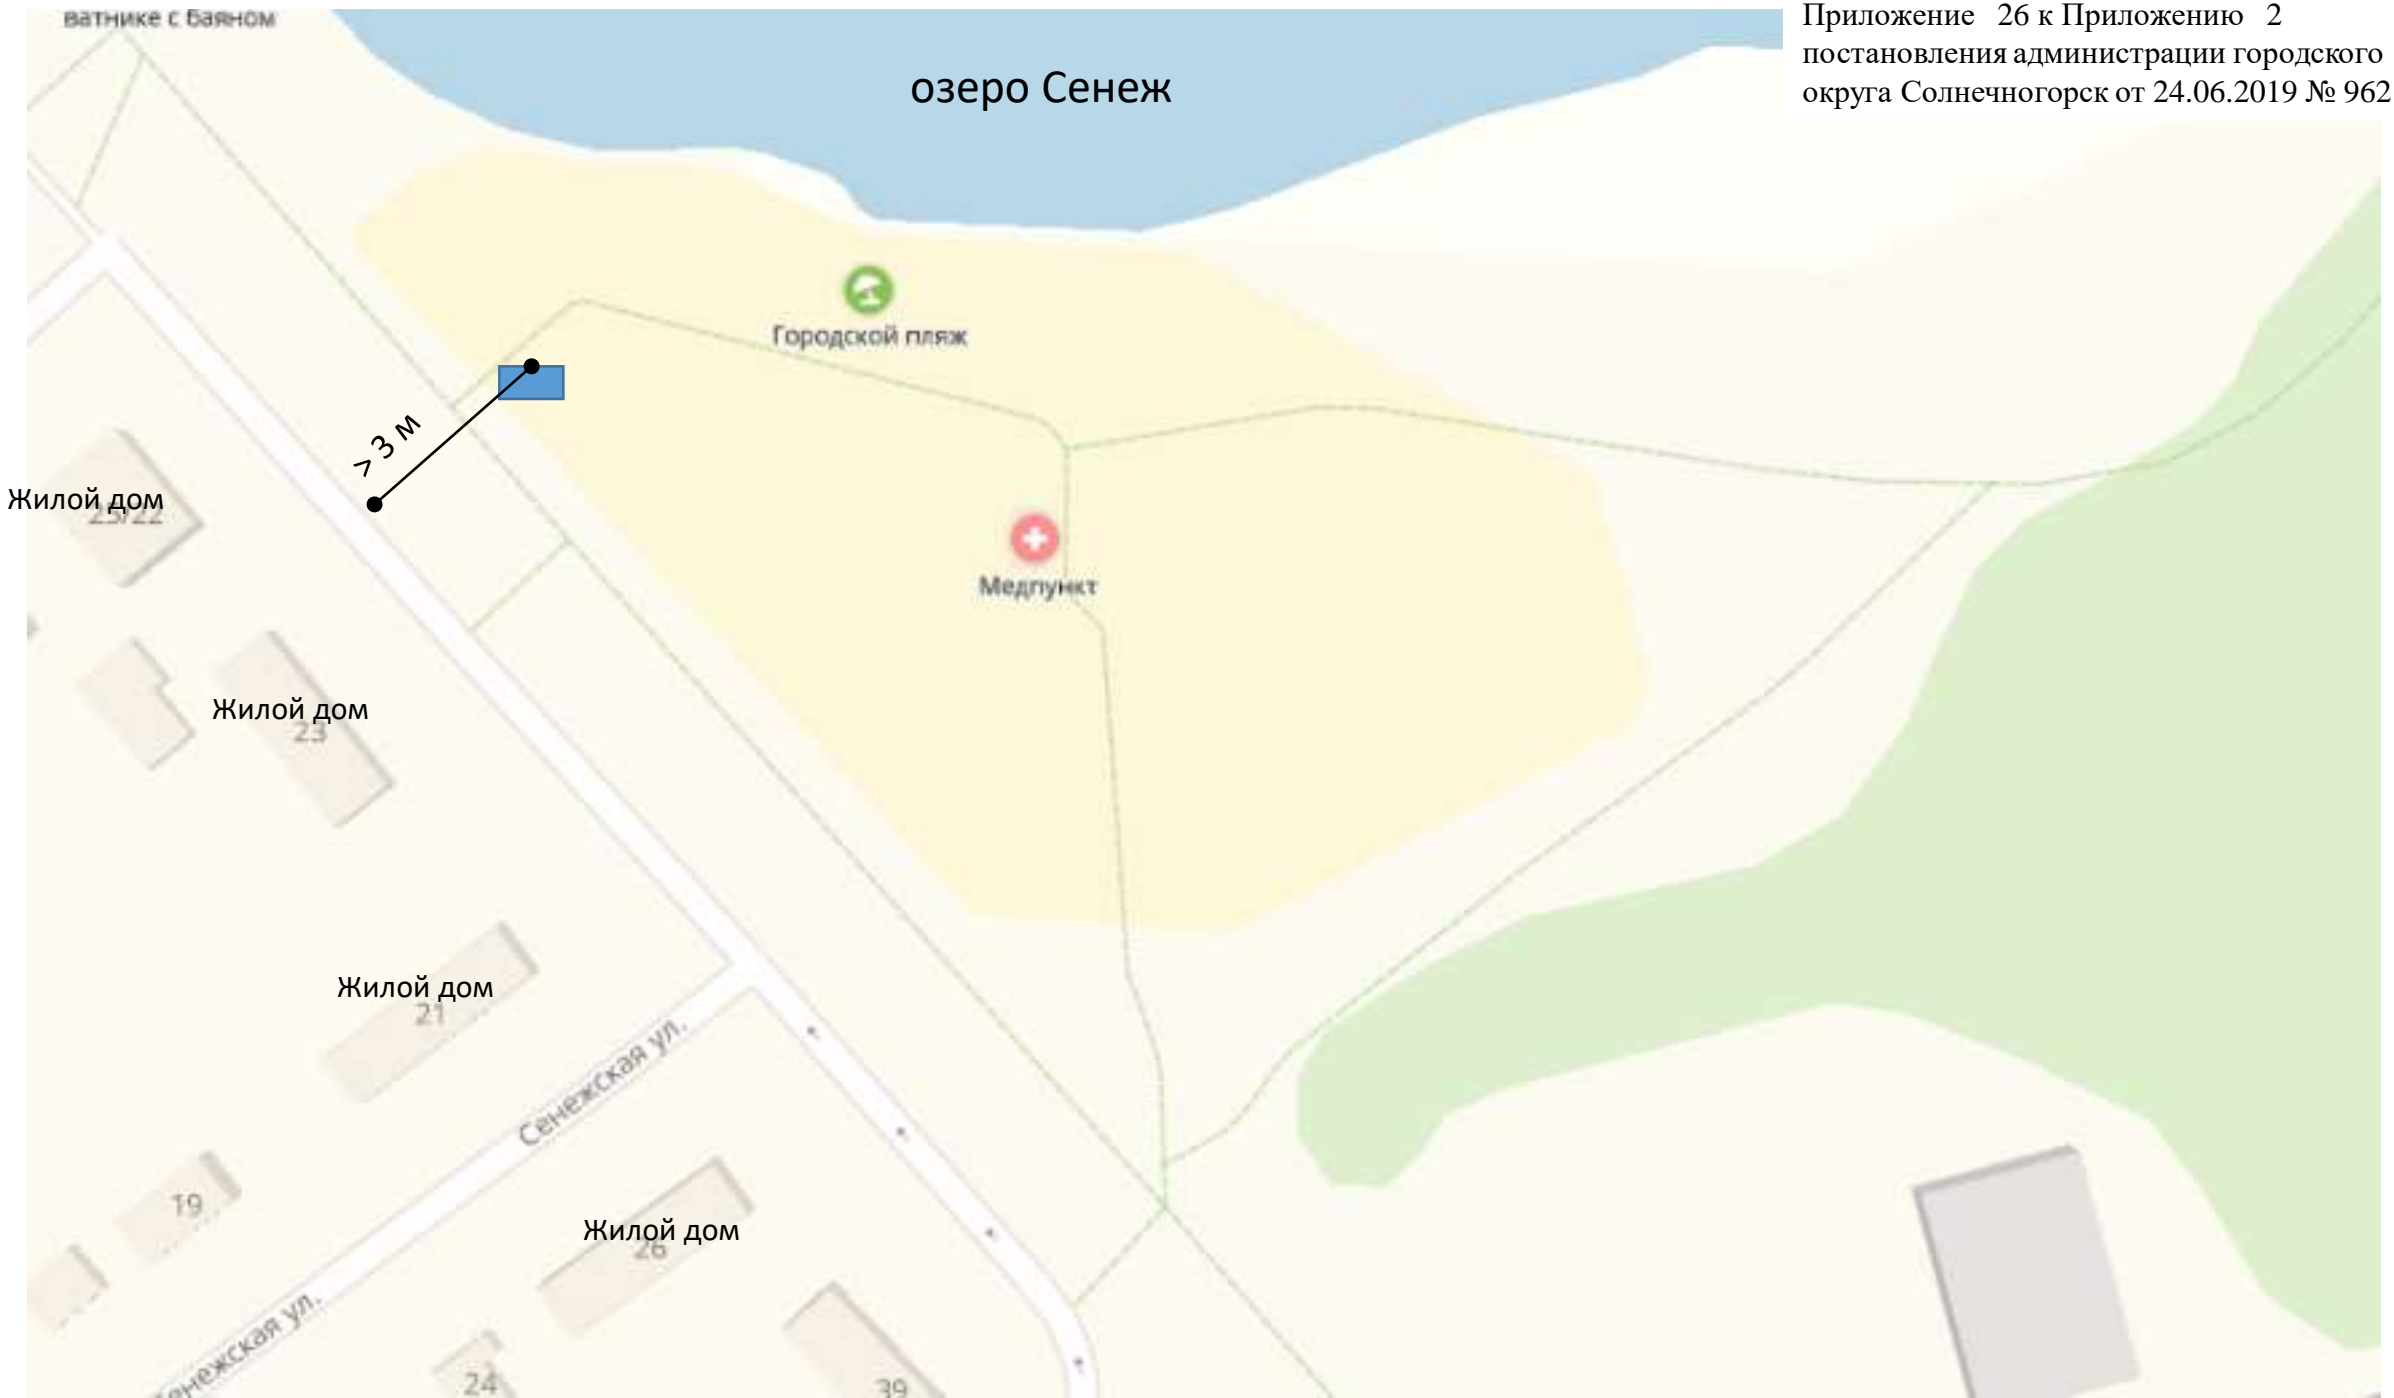 ватнике с баяном
Приложение 26 к Приложению 2
постановления администрации городского
округа Солнечногорск от 24.06.2019 № 962
озеро Сенеж
Городской пляж
> 3 м
Жилой дом
25/22
Медпункт
Жилой дом
23
Жилой дом
21
Сенежская ул.
19
Жилой дом
26
Сенежская ул.
24
39